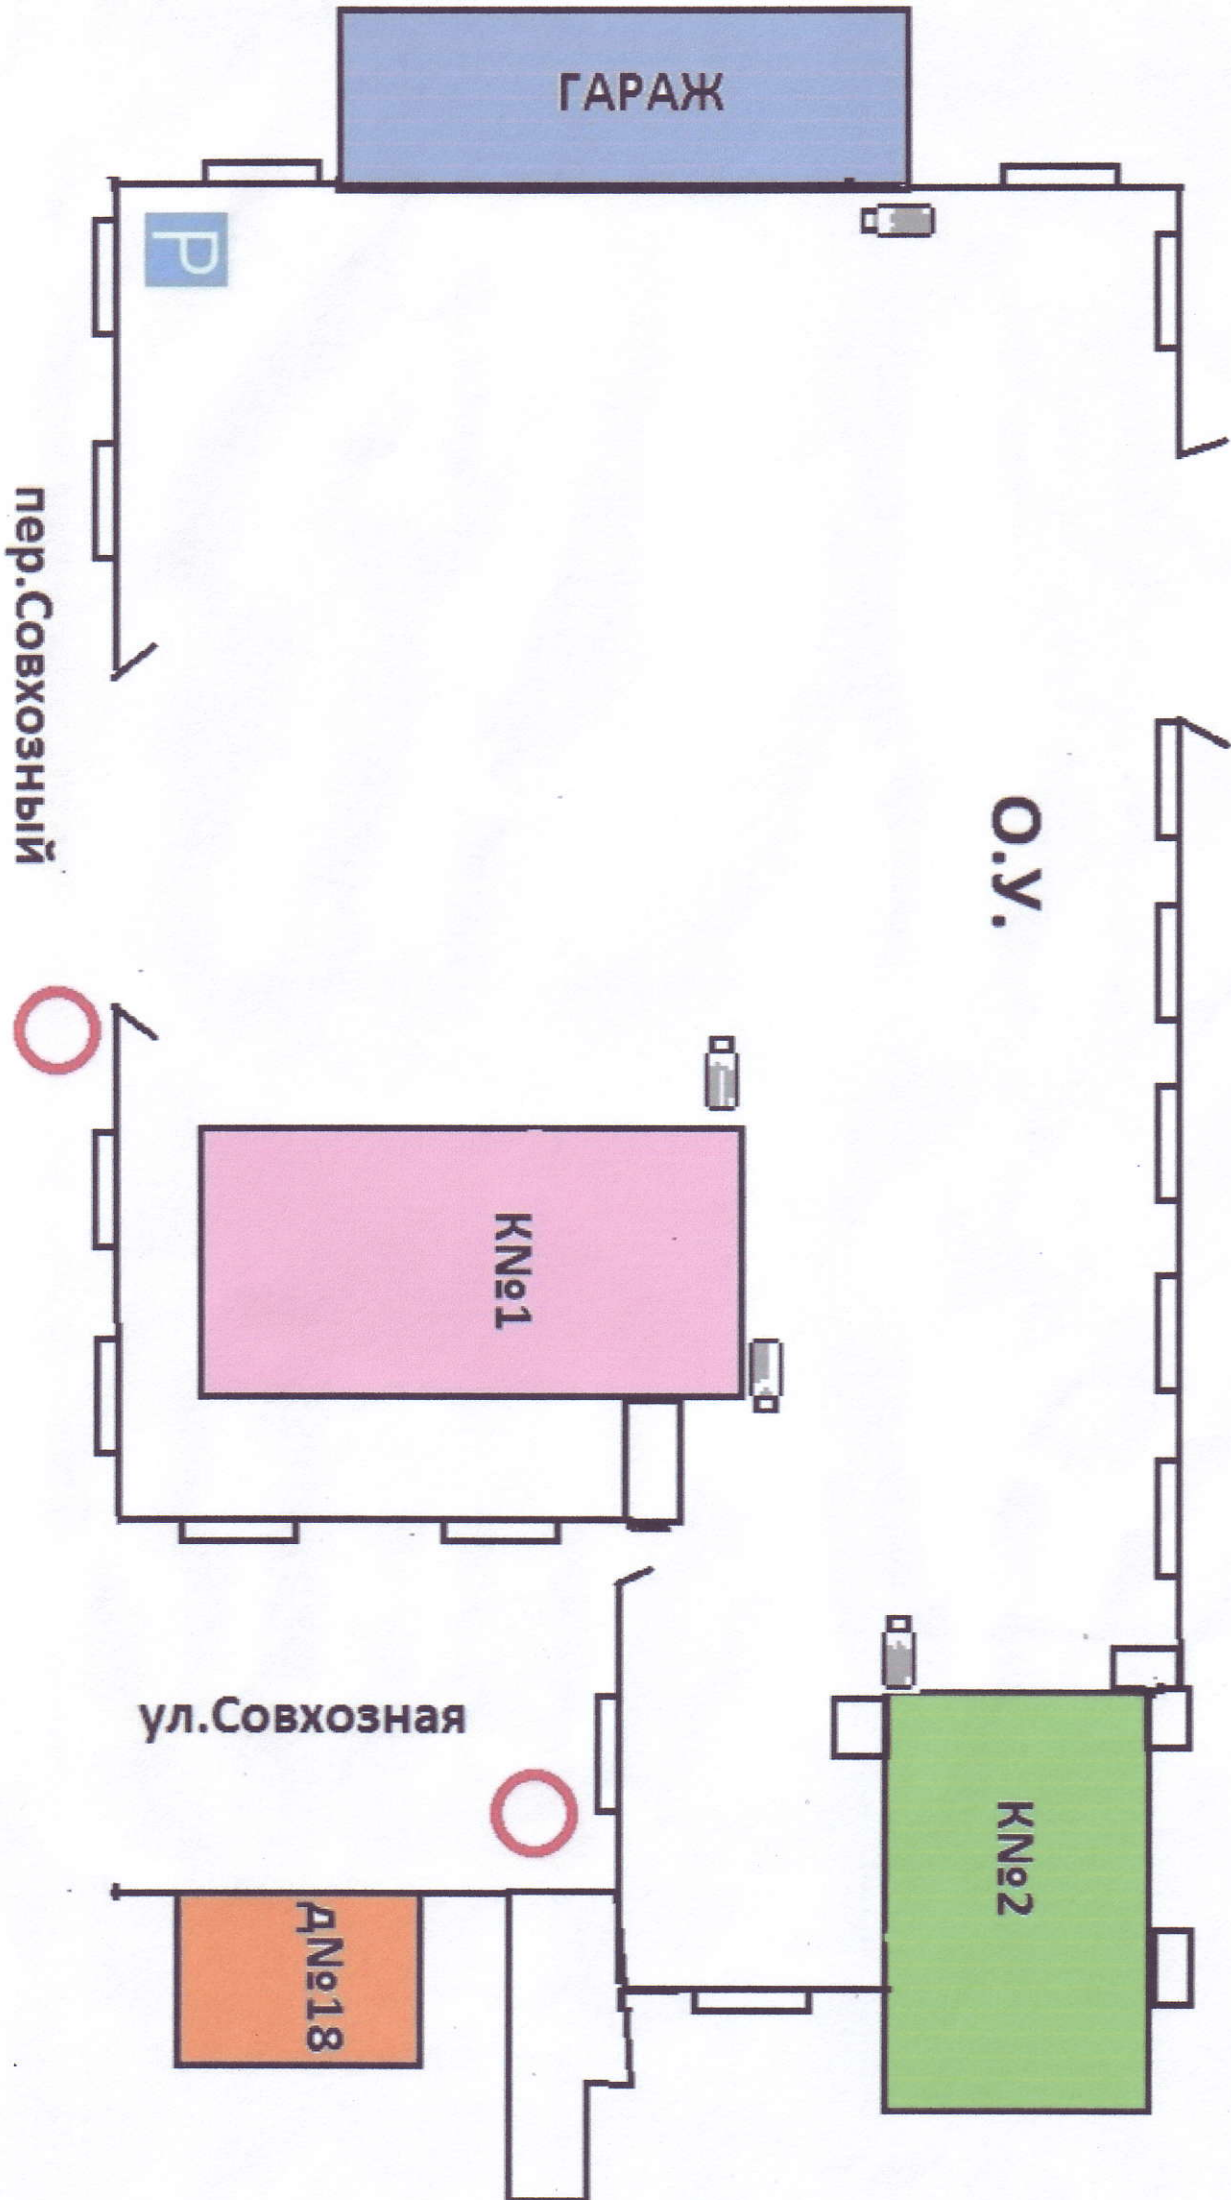 ГАРАЖ
P
пер.Совхозный
О.У.
К№1
ул.Совхозная
К№2
д№18